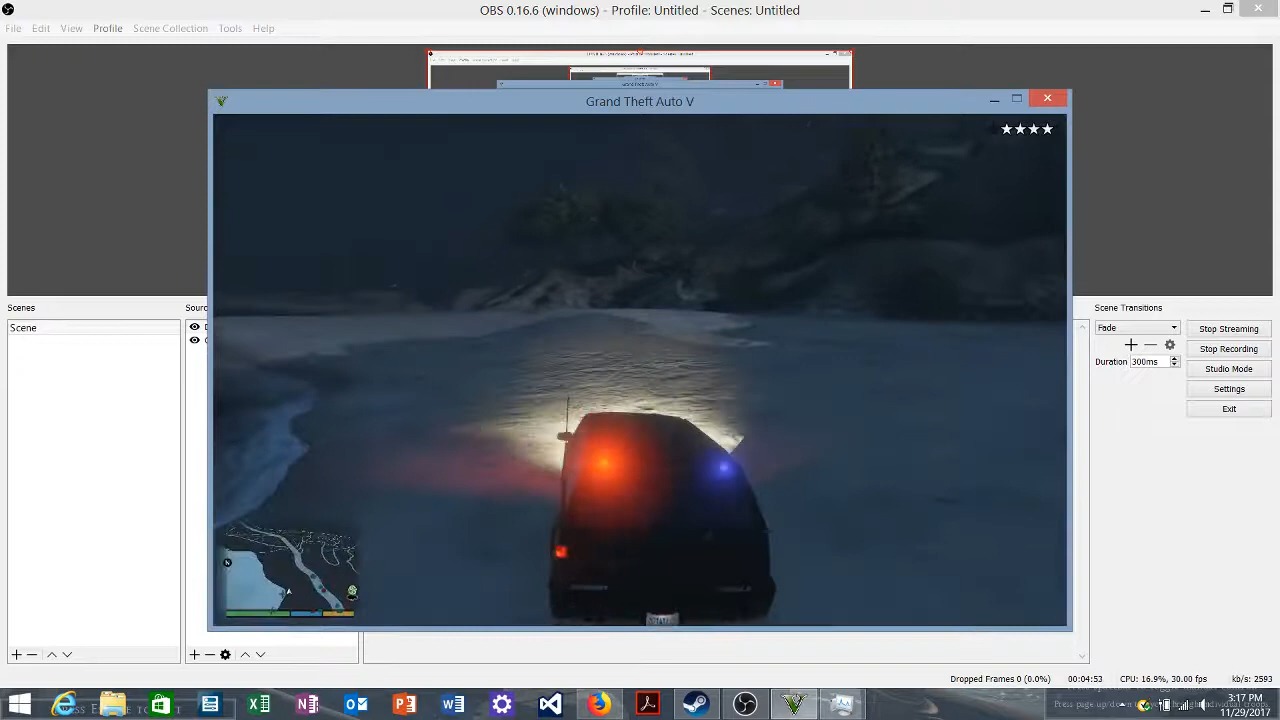 OBS 0.16.6 (windows) - Profile: Untitled - Scenes: Untitled
File Edit View Profile Scene Collection Tools Help
Grand Theft Auto V
Scenes
Scene
Sour
Scene Transitions
Fade
Duration 300ms
Stop Streaming
Stop Recording
Studio Mode
Settings
Exit
N
Dropped Frames 0 (0.0%) 00:04:53 CPU: 16.9%, 30.00 fps kb/s: 2593
3:17 PM
11/29/2017